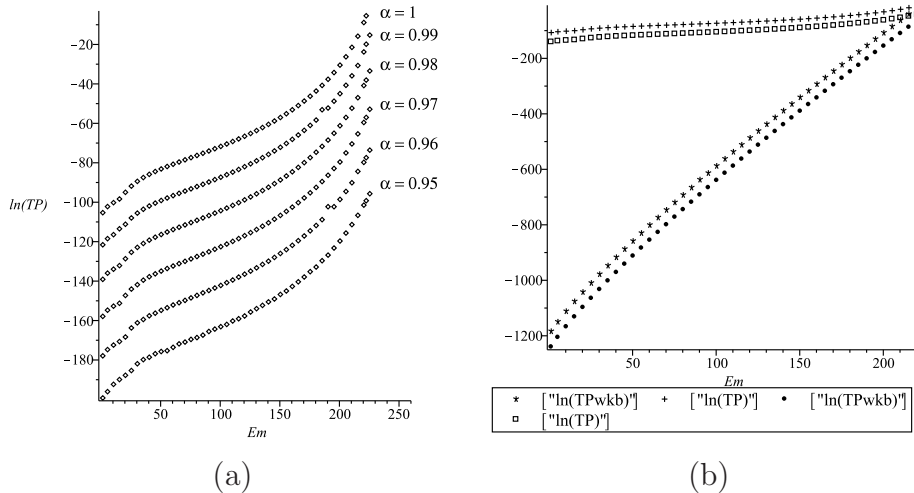 α = 1
α = 0.99
α = 0.98
α = 0.97
α = 0.96
α = 0.95
−20
−40
−60
−80
−100
−120
−140
−160
−180
ln(TP)
50 100 150 200 250
Em
−200
−400
−600
−800
−1000
−1200
50 100 150 200
Em
["ln(TPwkb)"] ["ln(TP)"] ["ln(TPwkb)"]
["ln(TP)"]
(a) (b)